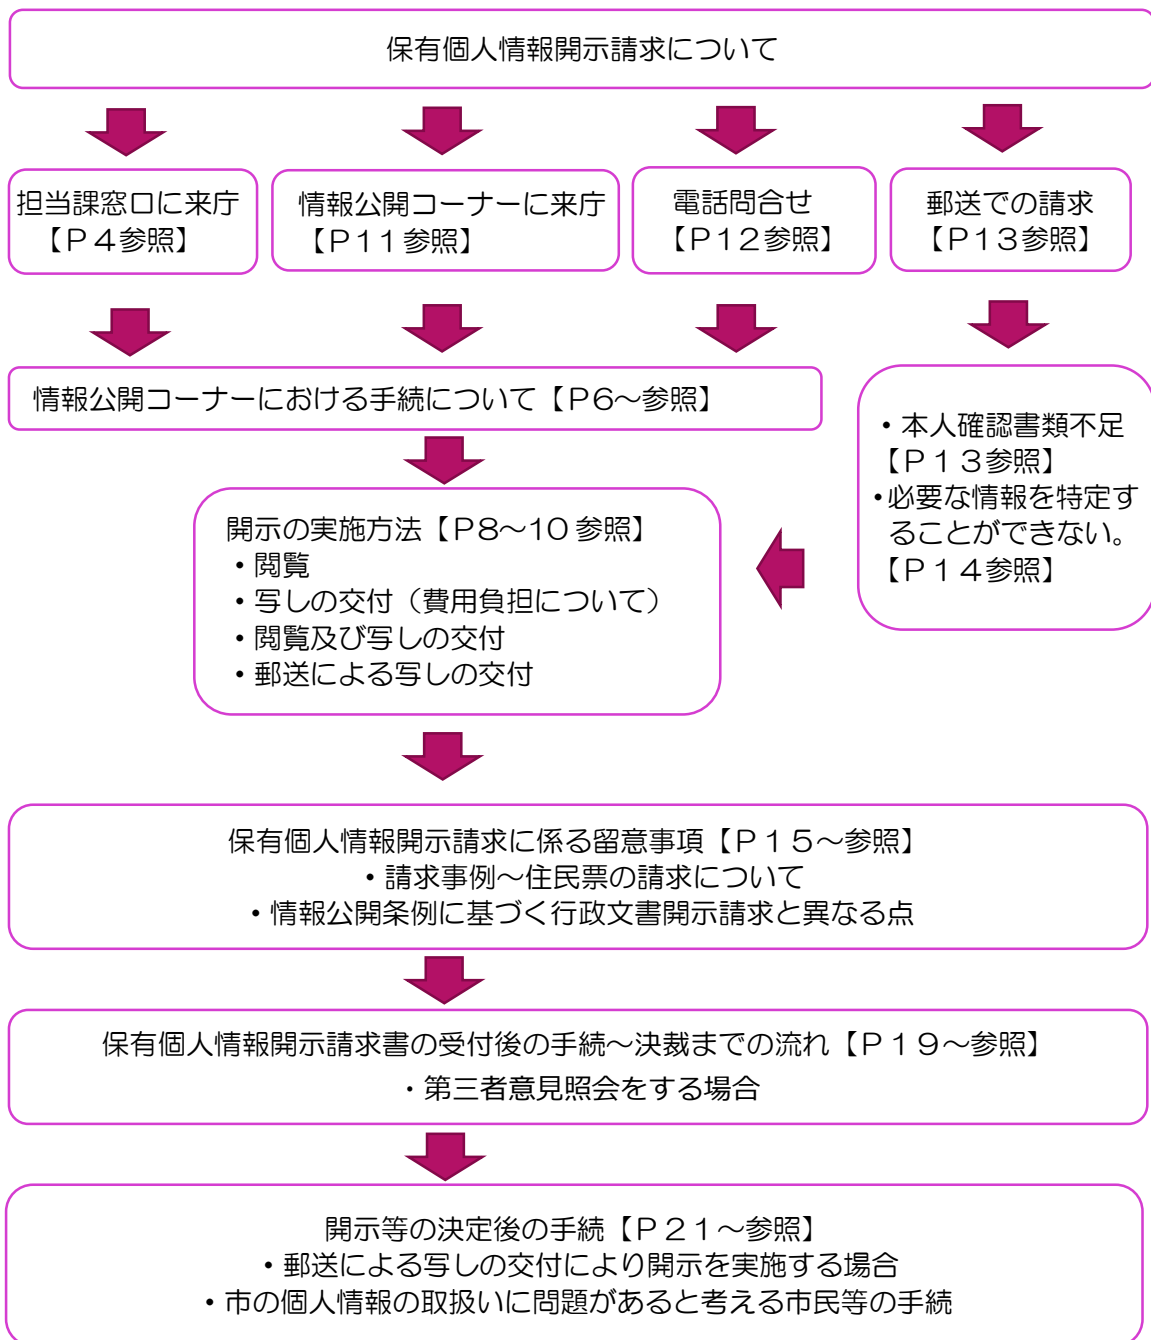 保有個人情報開示請求について
担当課窓口に来庁
【P４参照】
情報公開コーナーに来庁
【P11参照】
電話問合せ
【P12参照】
郵送での請求
【P13参照】
情報公開コーナーにおける手続について【P6～参照】
・本人確認書類不足
【P１３参照】
・必要な情報を特定す
ることができない。
【P１４参照】
開示の実施方法【P8～10 参照】
・閲覧
・写しの交付（費用負担について）
・閲覧及び写しの交付
・郵送による写しの交付
保有個人情報開示請求に係る留意事項【P１５～参照】
・請求事例～住民票の請求について
・情報公開条例に基づく行政文書開示請求と異なる点
保有個人情報開示請求書の受付後の手続～決裁までの流れ【P１９～参照】
・第三者意見照会をする場合
開示等の決定後の手続【P２１～参照】
・郵送による写しの交付により開示を実施する場合
・市の個人情報の取扱いに問題があると考える市民等の手続